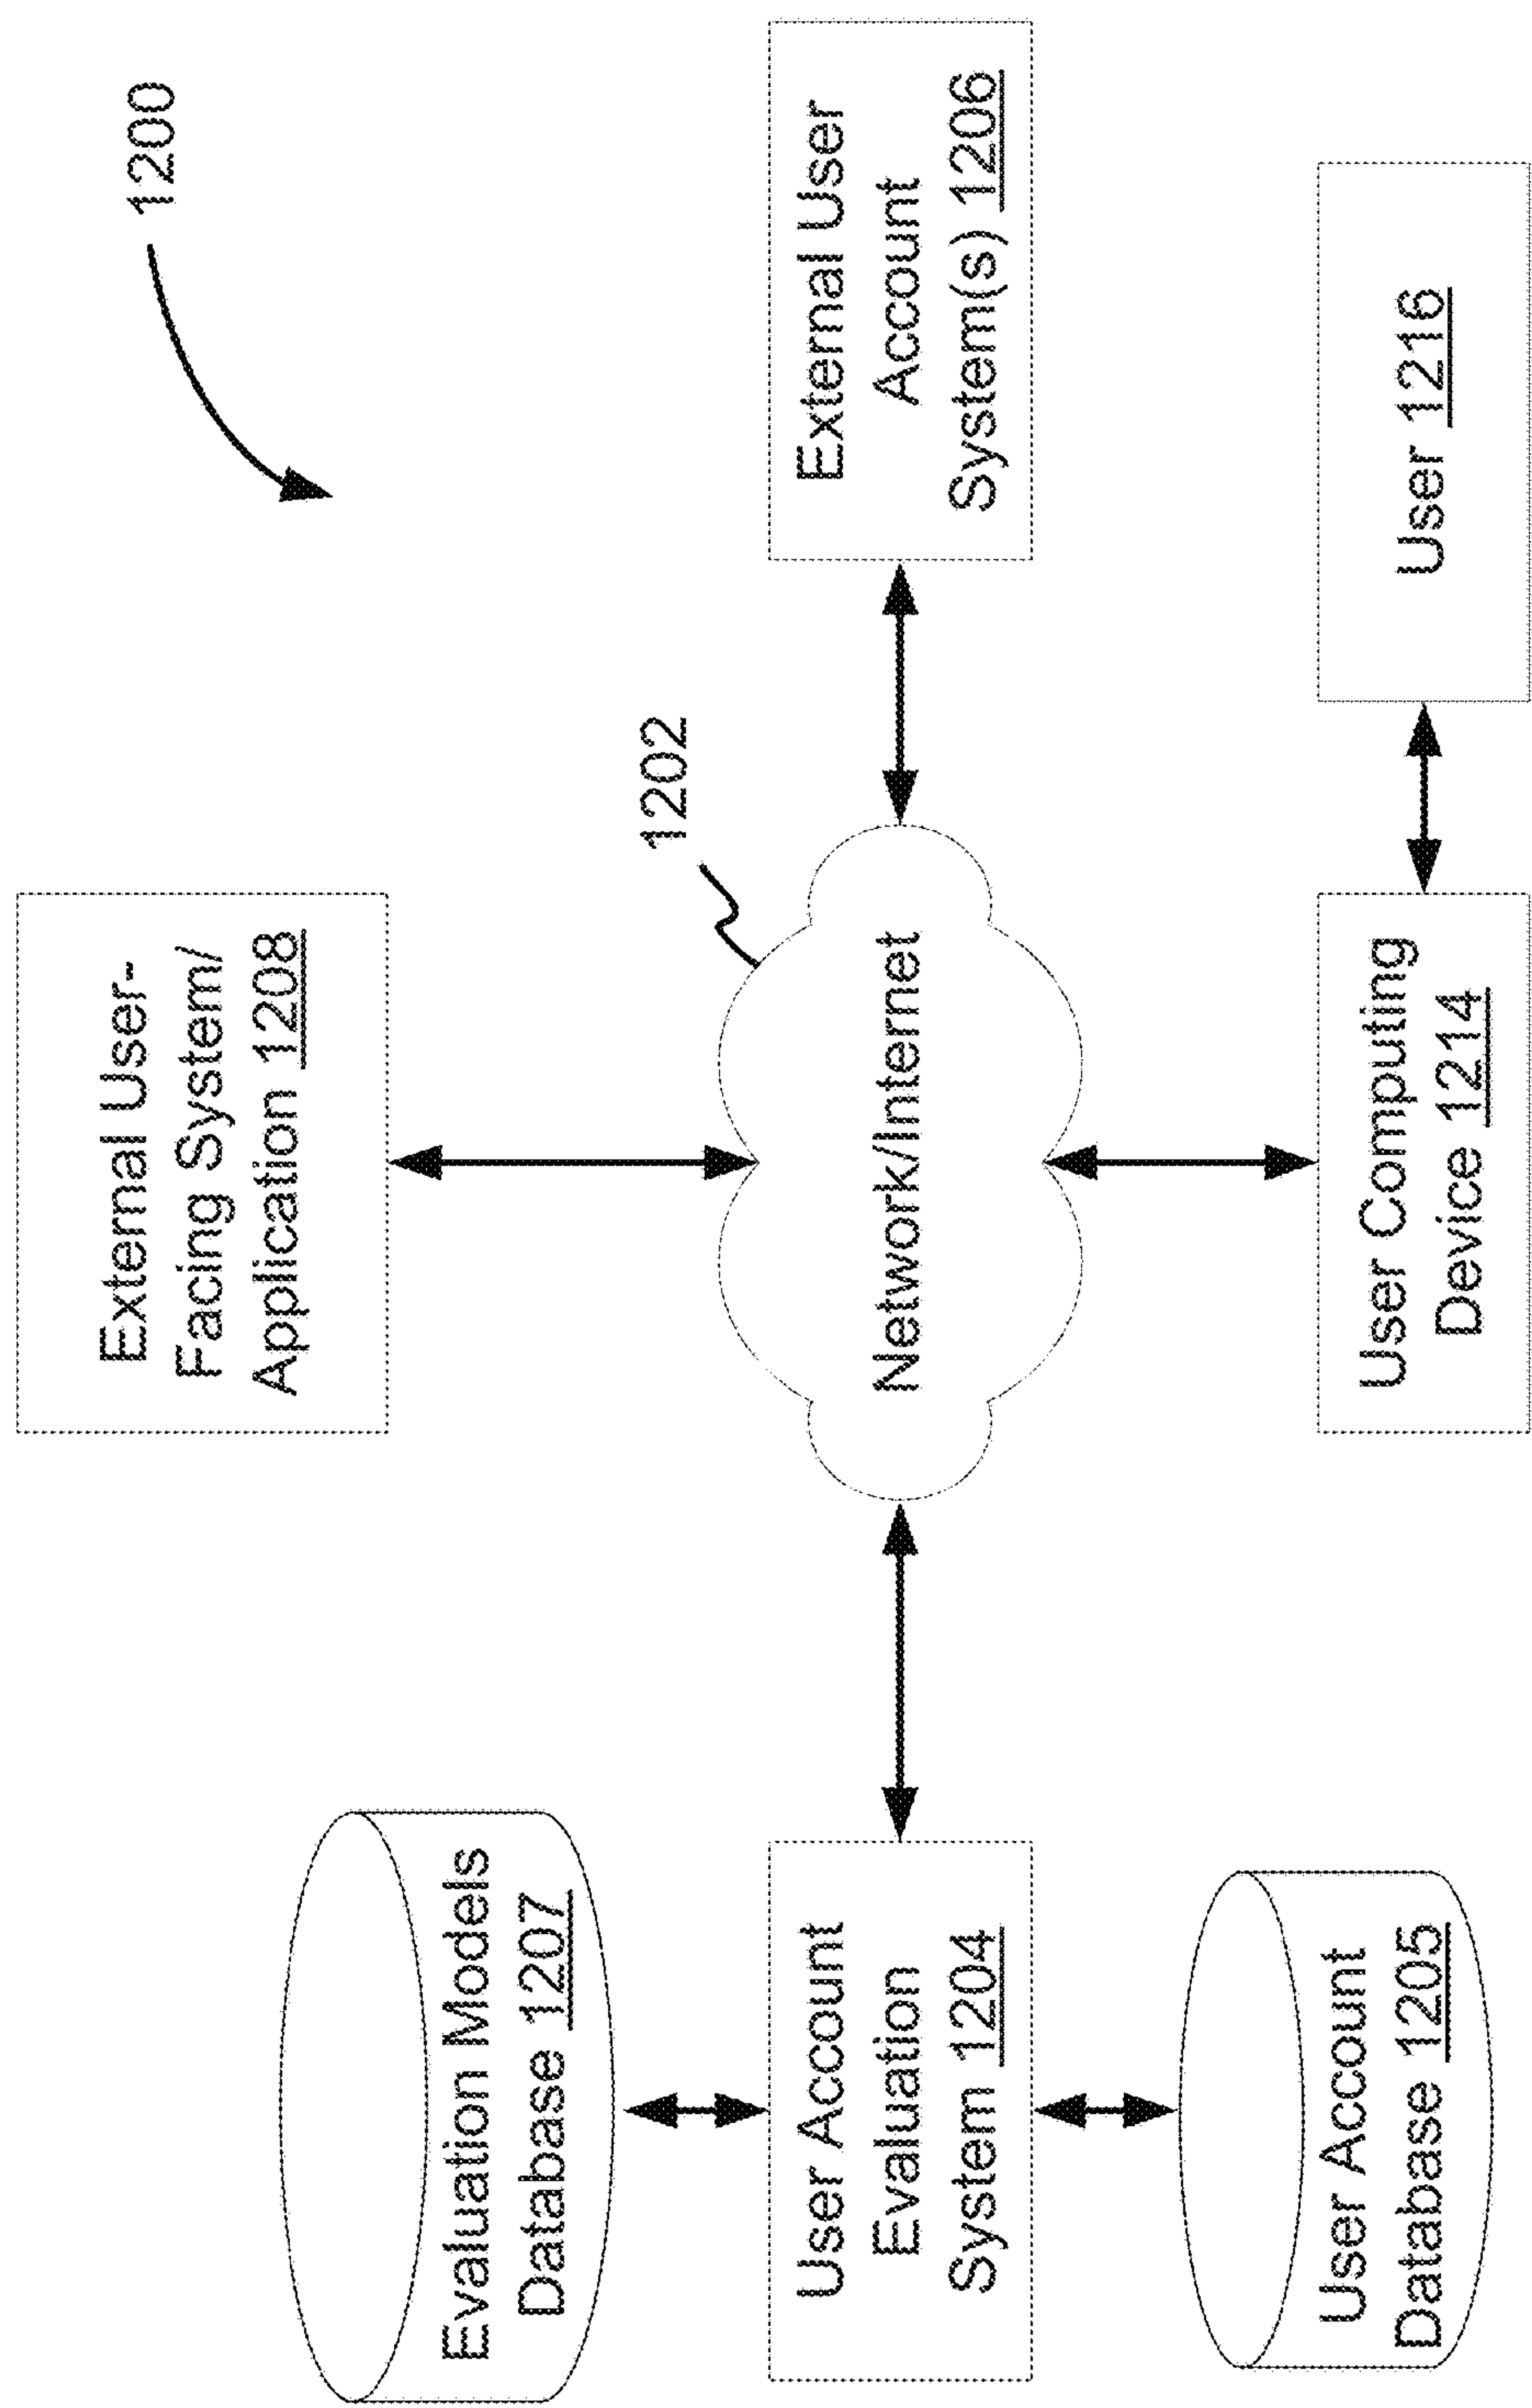 1200
External User-
Facing System/
Application 1208
Evaluation Models
Database 1207
1202
User Account
Evaluation
System 1204
Network/Internet
External User
Account
System(s) 1206
User Account
Database 1205
User Computing
Device 1214
User 1216